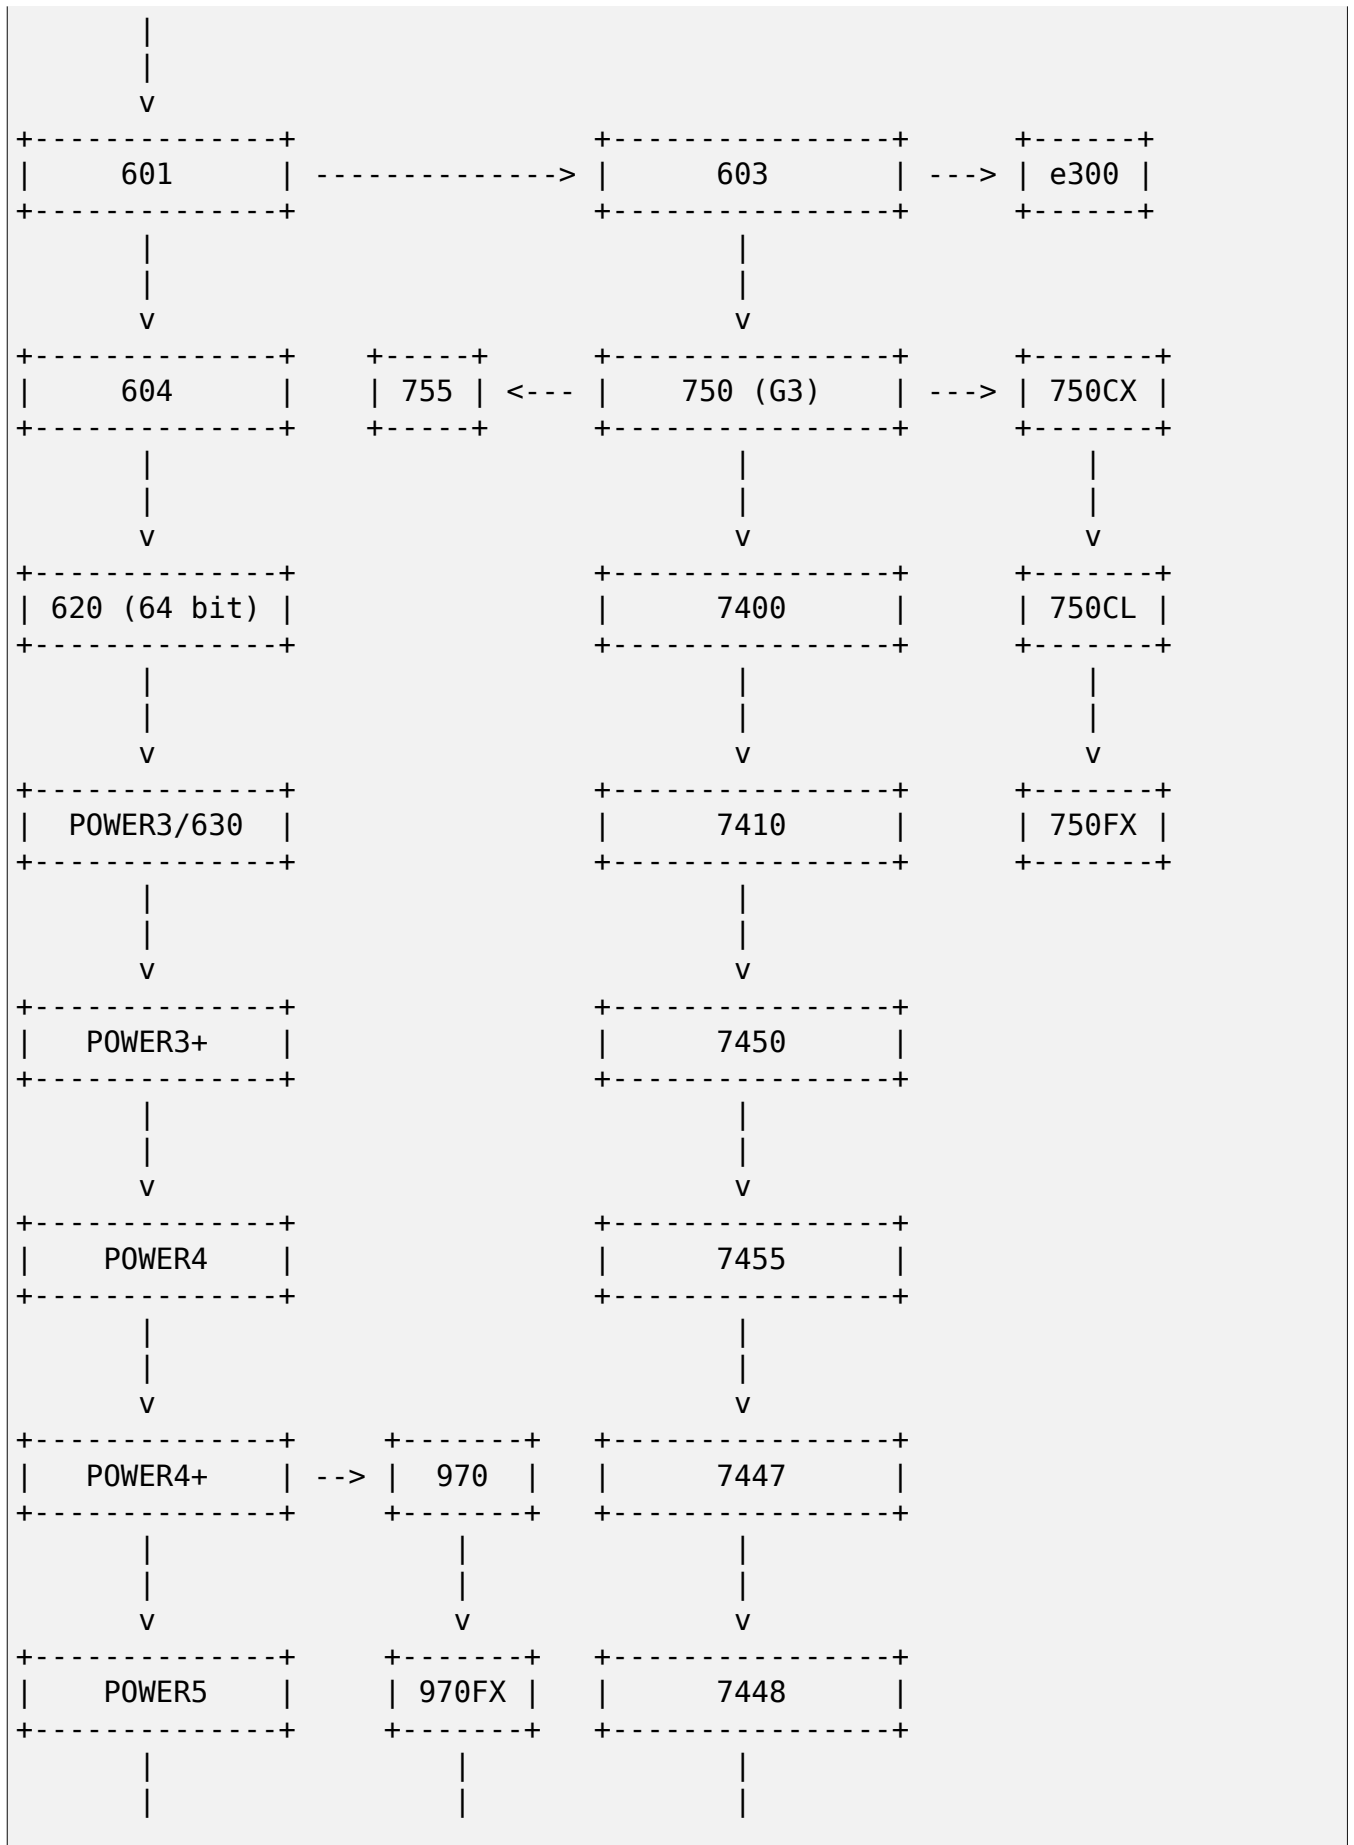 |
       |
       v
+--------------+                 +----------------+      +------+
|     601      | --------------> |      603       | ---> | e300 |
+--------------+                 +----------------+      +------+
       |                                 |
       |                                 |
       v                                 v
+--------------+    +-----+      +----------------+      +-------+
|     604      |    | 755 | <--- |    750 (G3)    | ---> | 750CX |
+--------------+    +-----+      +----------------+      +-------+
       |                                 |                   |
       |                                 |                   |
       v                                 v                   v
+--------------+                 +----------------+      +-------+
| 620 (64 bit) |                 |      7400      |      | 750CL |
+--------------+                 +----------------+      +-------+
       |                                 |                   |
       |                                 |                   |
       v                                 v                   v
+--------------+                 +----------------+      +-------+
|  POWER3/630  |                 |      7410      |      | 750FX |
+--------------+                 +----------------+      +-------+
       |                                 |
       |                                 |
       v                                 v
+--------------+                 +----------------+
|   POWER3+    |                 |      7450      |
+--------------+                 +----------------+
       |                                 |
       |                                 |
       v                                 v
+--------------+                 +----------------+
|    POWER4    |                 |      7455      |
+--------------+                 +----------------+
       |                                 |
       |                                 |
       v                                 v
+--------------+     +-------+   +----------------+
|   POWER4+    | --> |  970  |   |      7447      |
+--------------+     +-------+   +----------------+
       |                 |               |
       |                 |               |
       v                 v               v
+--------------+     +-------+   +----------------+
|    POWER5    |     | 970FX |   |      7448      |
+--------------+     +-------+   +----------------+
       |                 |               |
       |                 |               |